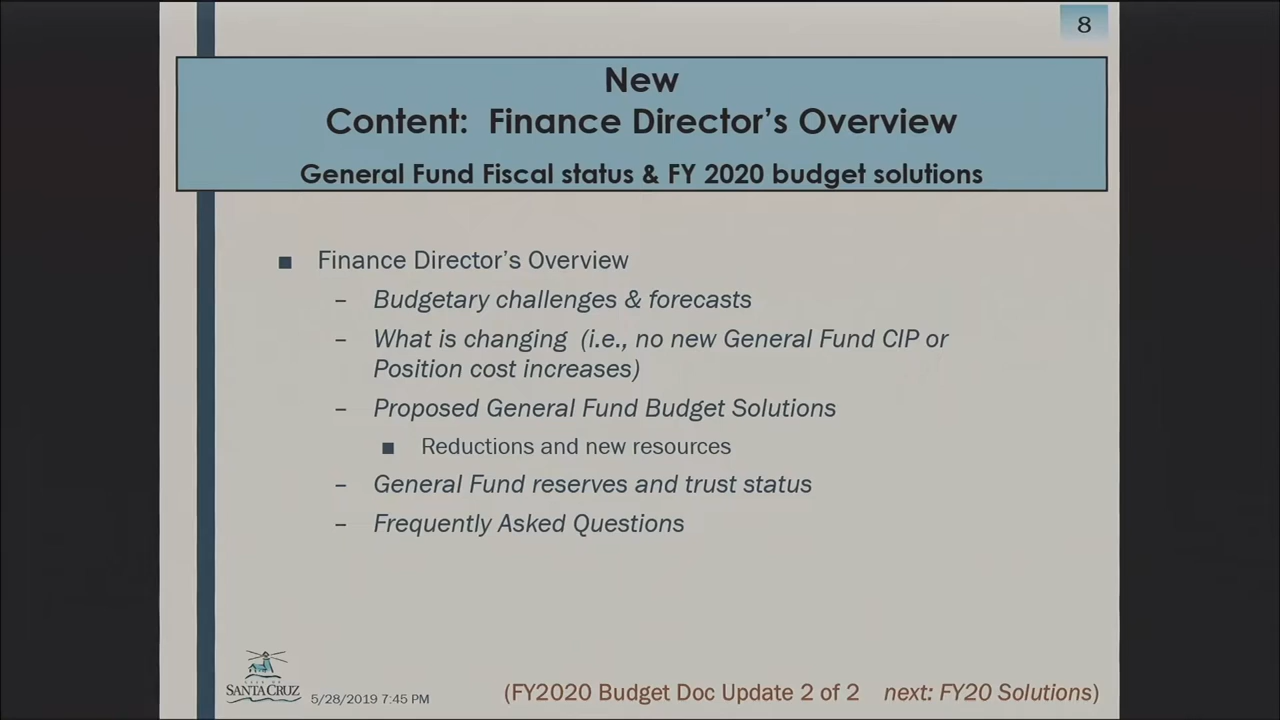 8
New
Content: Finance Director's Overview
General Fund Fiscal status & FY 2020 budget solutions
■ Finance Director's Overview
– Budgetary challenges & forecasts
– What is changing (i.e., no new General Fund CIP or
Position cost increases)
– Proposed General Fund Budget Solutions
■ Reductions and new resources
– General Fund reserves and trust status
– Frequently Asked Questions
CITY OF
SANTA CRUZ
5/28/2019 7:45 PM
(FY2020 Budget Doc Update 2 of 2 next: FY20 Solutions)